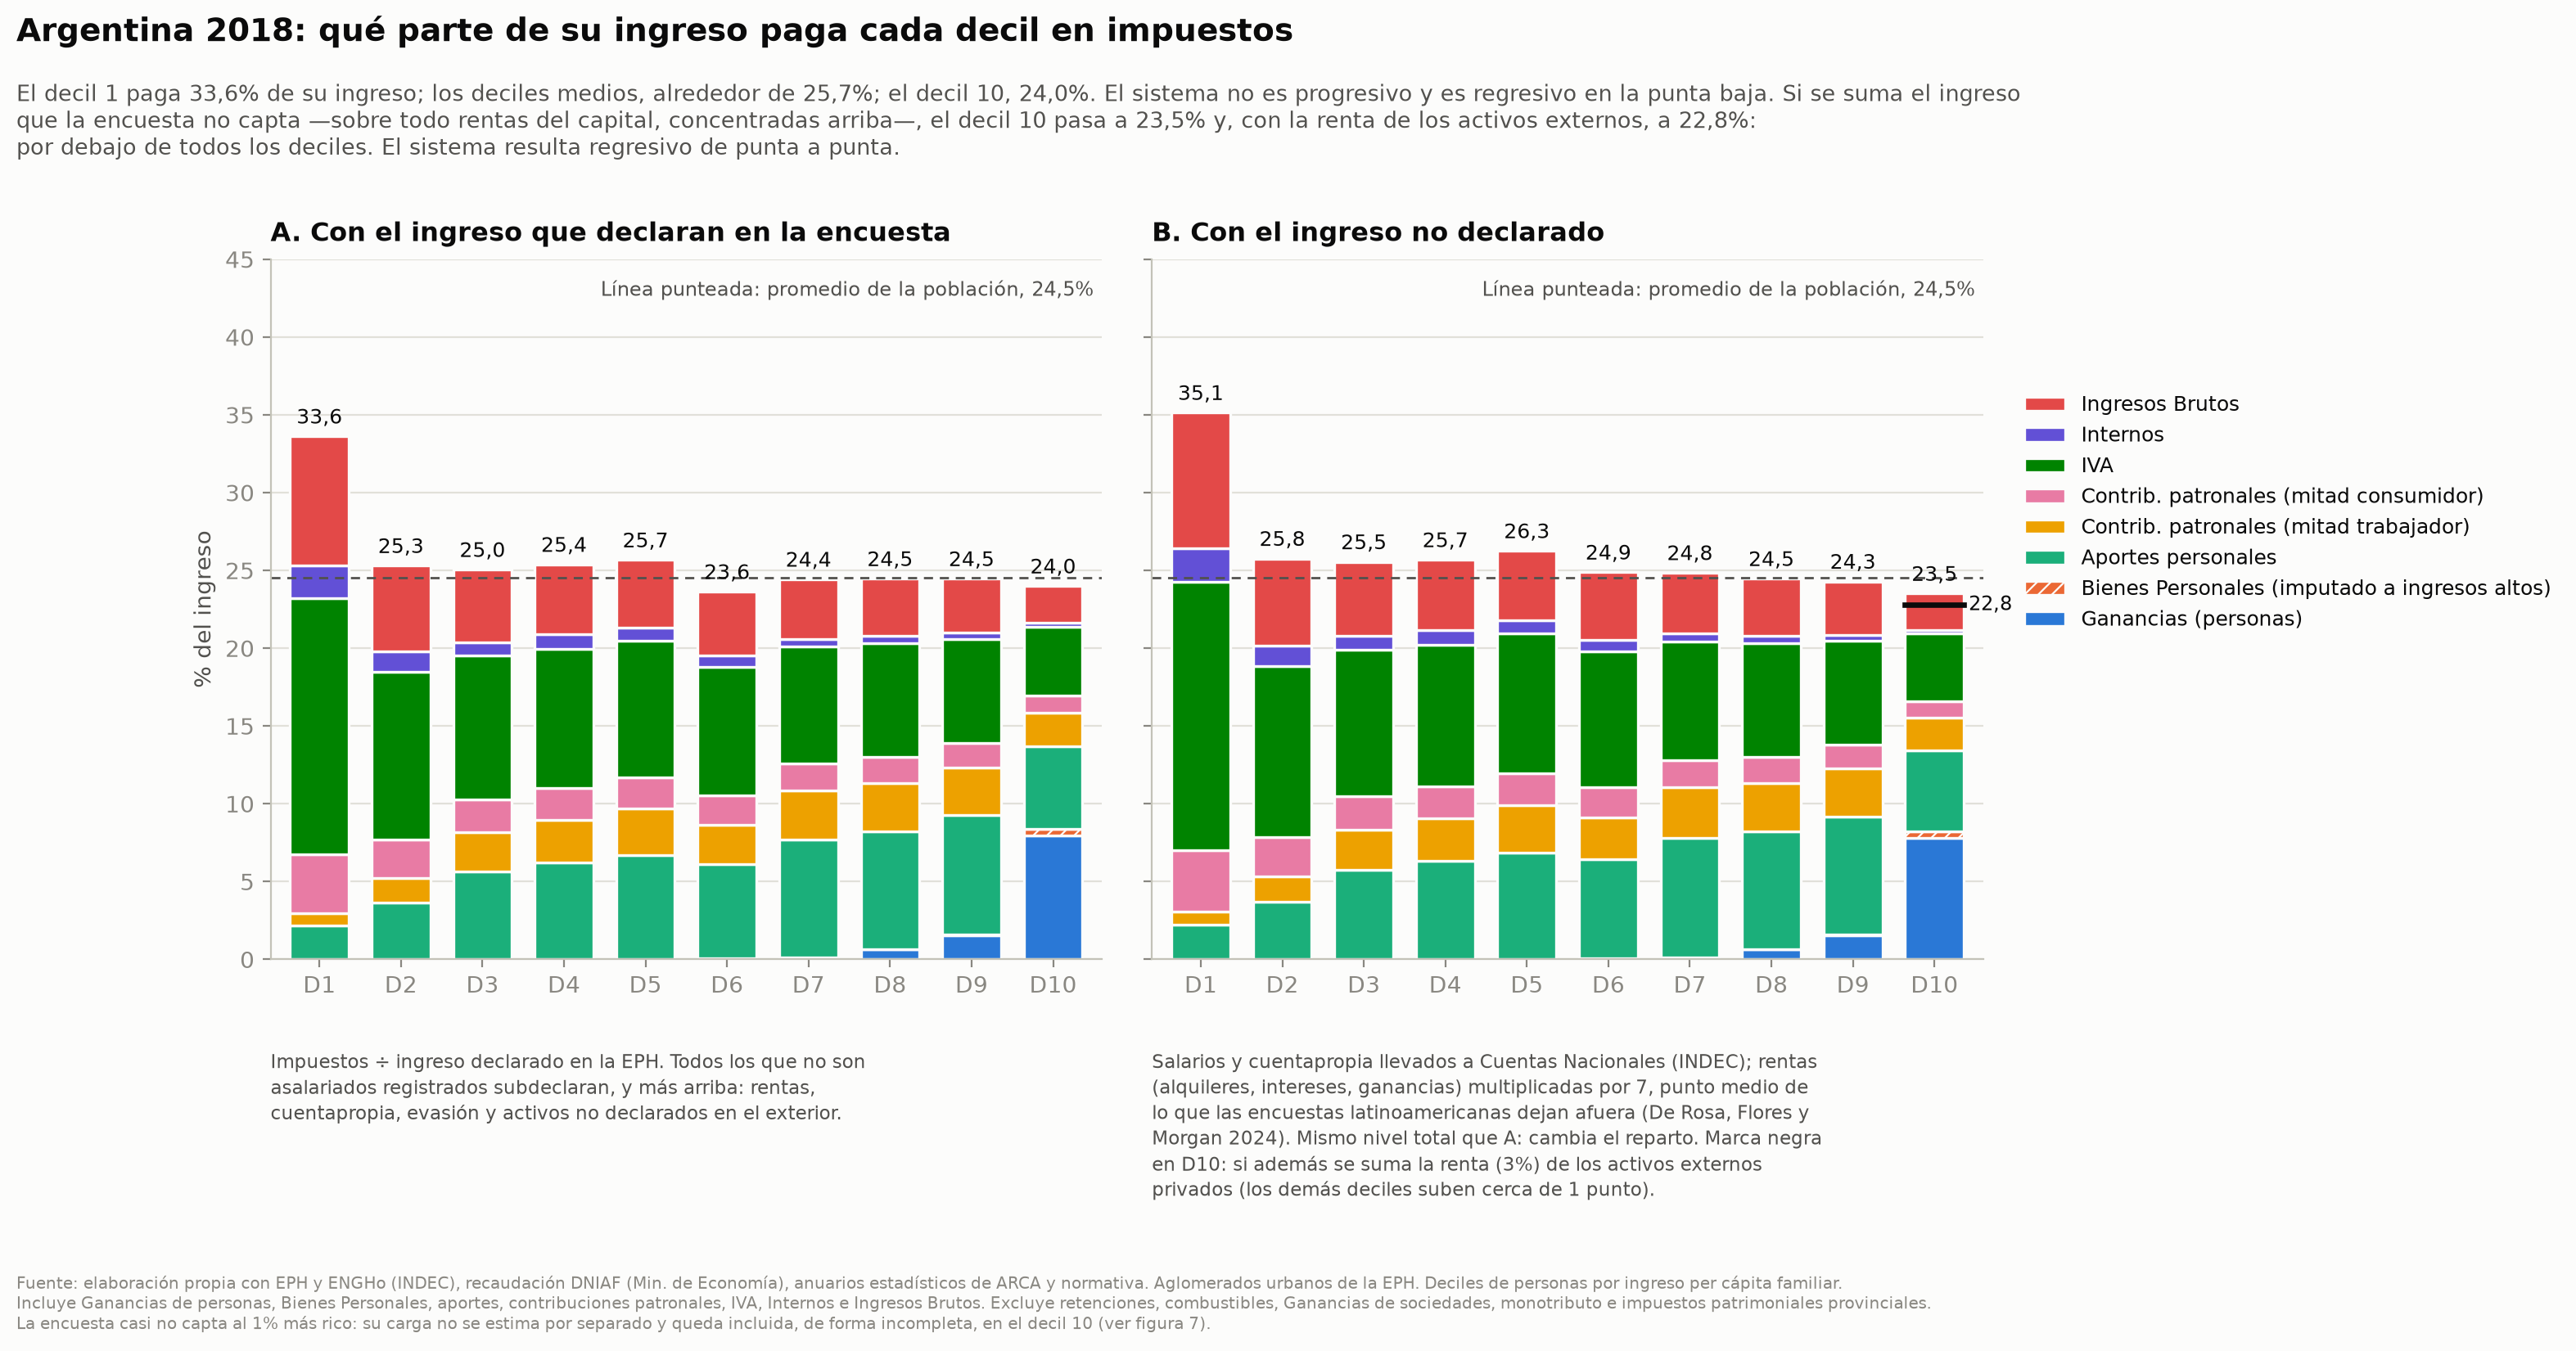 Argentina 2018: qué parte de su ingreso paga cada decil en impuestos
El decil 1 paga 33,6% de su ingreso; los deciles medios, alrededor de 25,7%; el decil 10, 24,0%. El sistema no es progresivo y es regresivo en la punta baja. Si se suma el ingreso
que la encuesta no capta —sobre todo rentas del capital, concentradas arriba—, el decil 10 pasa a 23,5% y, con la renta de los activos externos, a 22,8%:
por debajo de todos los deciles. El sistema resulta regresivo de punta a punta.
A. Con el ingreso que declaran en la encuesta
Línea punteada: promedio de la población, 24,5%
% del ingreso
45
40
35
30
25
20
15
10
5
0
33,6
25,3
25,0
25,4
25,7
23,6
24,4
24,5
24,5
24,0
D1
D2
D3
D4
D5
D6
D7
D8
D9
D10
Impuestos ÷ ingreso declarado en la EPH. Todos los que no son
asalariados registrados subdeclaran, y más arriba: rentas,
cuentapropia, evasión y activos no declarados en el exterior.
B. Con el ingreso no declarado
Línea punteada: promedio de la población, 24,5%
35,1
25,8
25,5
25,7
26,3
24,9
24,8
24,5
24,3
23,5
22,8
D1
D2
D3
D4
D5
D6
D7
D8
D9
D10
Salarios y cuentapropia llevados a Cuentas Nacionales (INDEC); rentas
(alquileres, intereses, ganancias) multiplicadas por 7, punto medio de
lo que las encuestas latinoamericanas dejan afuera (De Rosa, Flores y
Morgan 2024). Mismo nivel total que A: cambia el reparto. Marca negra
en D10: si además se suma la renta (3%) de los activos externos
privados (los demás deciles suben cerca de 1 punto).
Ingresos Brutos
Internos
IVA
Contrib. patronales (mitad consumidor)
Contrib. patronales (mitad trabajador)
Aportes personales
Bienes Personales (imputado a ingresos altos)
Ganancias (personas)
Fuente: elaboración propia con EPH y ENGHo (INDEC), recaudación DNIAF (Min. de Economía), anuarios estadísticos de ARCA y normativa. Aglomerados urbanos de la EPH. Deciles de personas por ingreso per cápita familiar.
Incluye Ganancias de personas, Bienes Personales, aportes, contribuciones patronales, IVA, Internos e Ingresos Brutos. Excluye retenciones, combustibles, Ganancias de sociedades, monotributo e impuestos patrimoniales provinciales.
La encuesta casi no capta al 1% más rico: su carga no se estima por separado y queda incluida, de forma incompleta, en el decil 10 (ver figura 7).